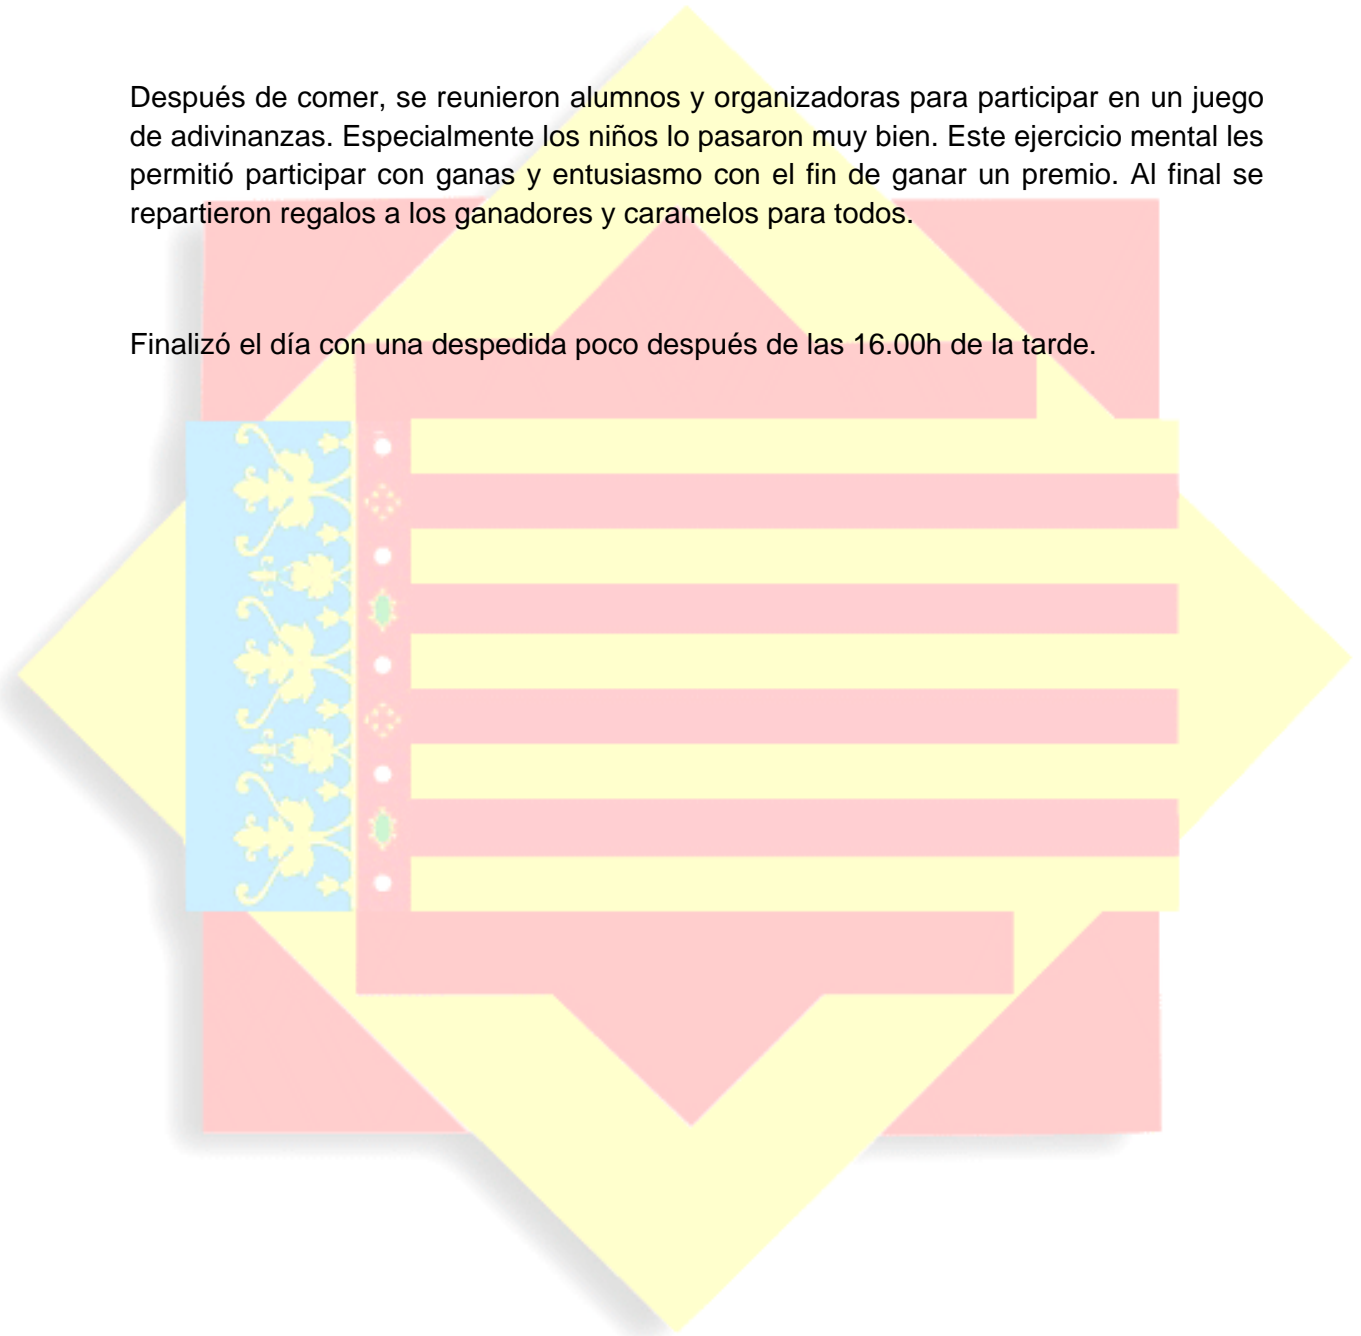 Después de comer, se reunieron alumnos y organizadoras para participar en un juego
de adivinanzas. Especialmente los niños lo pasaron muy bien. Este ejercicio mental les
permitió participar con ganas y entusiasmo con el fin de ganar un premio. Al final se
repartieron regalos a los ganadores y caramelos para todos.
Finalizó el día con una despedida poco después de las 16.00h de la tarde.